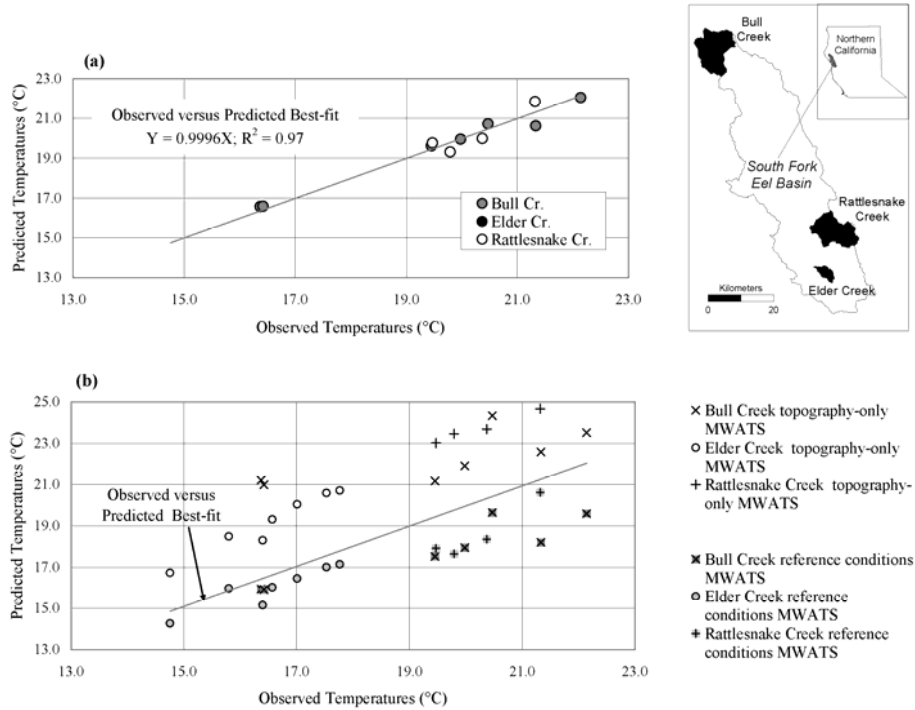 (a)
23.0
21.0
19.0
17.0
15.0
13.0
Predicted Temperatures (°C)
Observed versus Predicted Best-fit
Y = 0.9996X; R² = 0.97
Bull Cr.
Elder Cr.
Rattlesnake Cr.
13.0 15.0 17.0 19.0 21.0 23.0
Observed Temperatures (°C)
Bull
Creek
Northern
California
South Fork
Eel Basin
Rattlesnake
Creek
Elder Creek
Kilometers
0 20
(b)
25.0
23.0
21.0
19.0
17.0
15.0
13.0
Predicted Temperatures (°C)
Observed versus
Predicted Best-fit
13.0 15.0 17.0 19.0 21.0 23.0
Observed Temperatures (°C)
Bull Creek topography-only
MWATS
Elder Creek topography-only
MWATS
Rattlesnake Creek topography-
only MWATS
Bull Creek reference conditions
MWATS
Elder Creek reference
conditions MWATS
Rattlesnake Creek reference
conditions MWATS